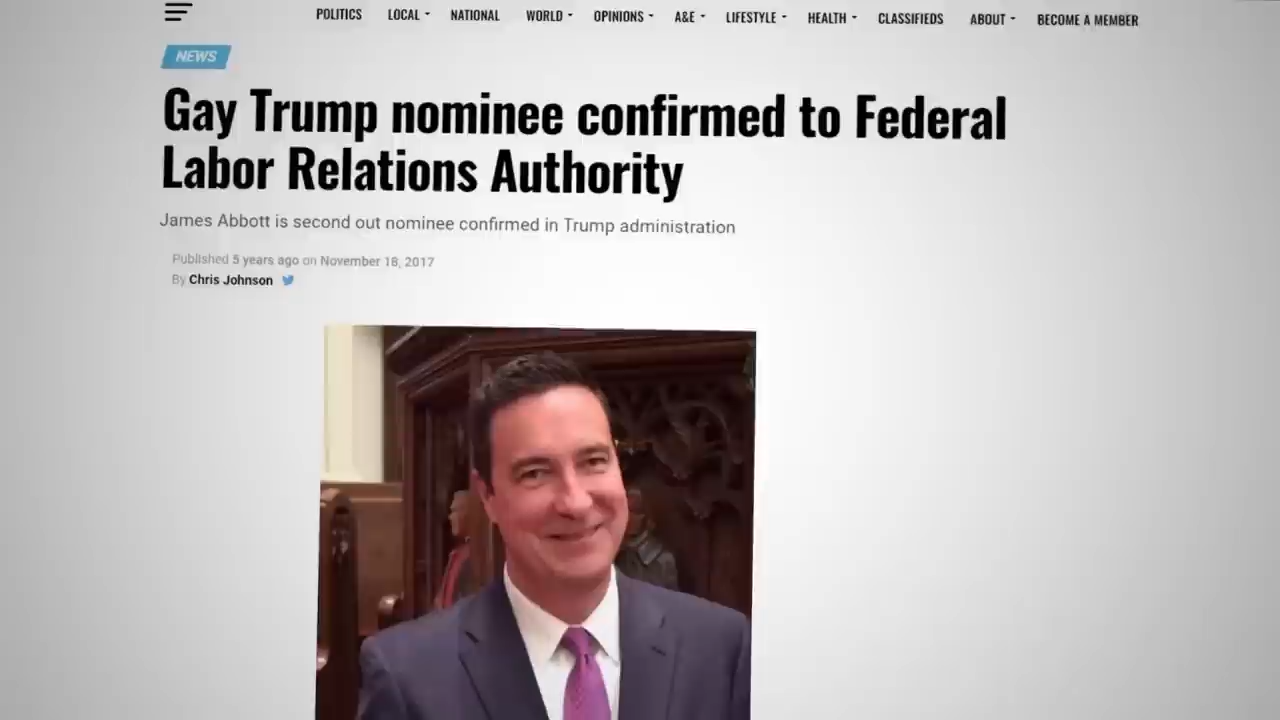 POLITICS LOCAL NATIONAL WORLD OPINIONS A&E LIFESTYLE HEALTH CLASSIFIEDS ABOUT BECOME A MEMBER
NEWS
Gay Trump nominee confirmed to Federal
Labor Relations Authority
James Abbott is second out nominee confirmed in Trump administration
Published 5 years ago on November 18, 2017
By Chris Johnson